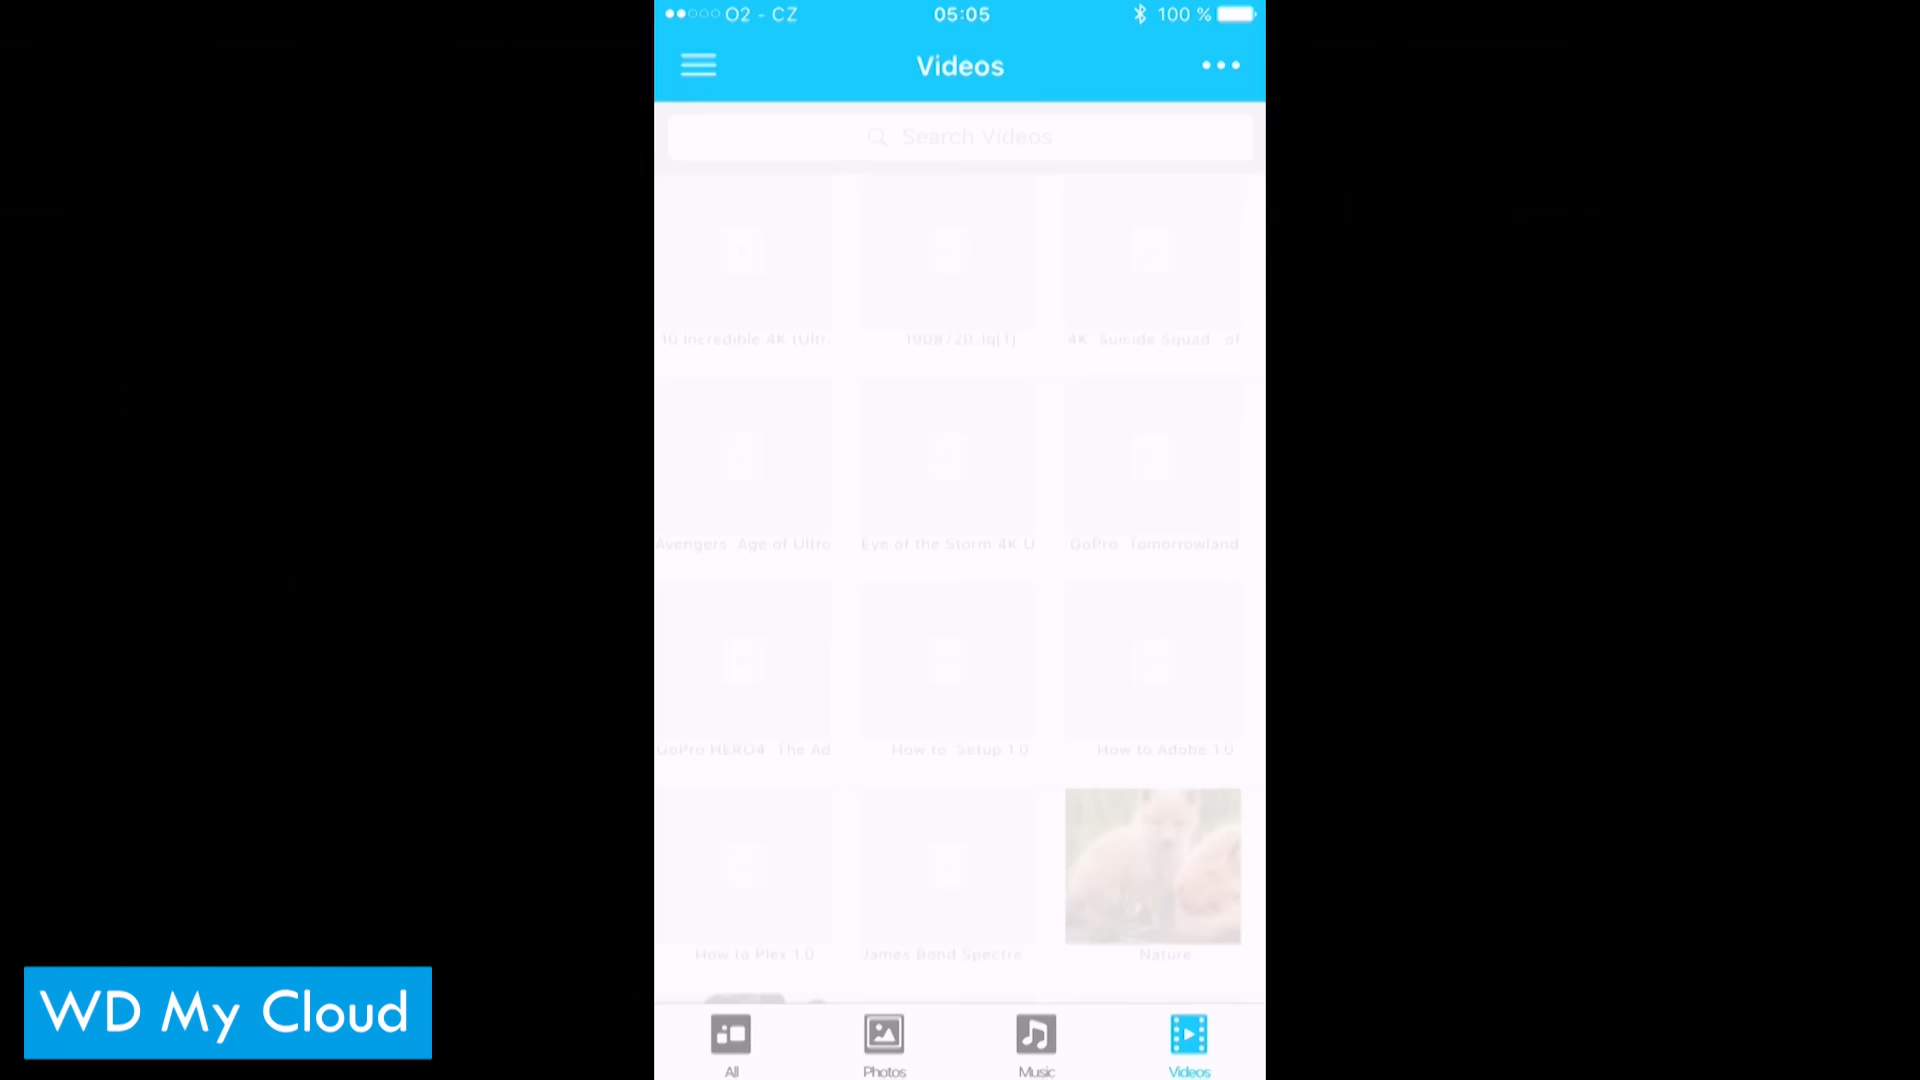 O2 - CZ 05:05 100 %
Videos
Search Videos
10 Incredible 4K (Ultr
4K Suicide Squad of
Avengers Age of Ultro
Eye of the Storm 4K U
GoPro Tomorrowland
GoPro HERO4 The Ad
How to Setup 1.0
How to Adobe 1.0
How to Plex 1.0
James Bond Spectre
Nature
WD My Cloud
All
Photos
Music
Videos